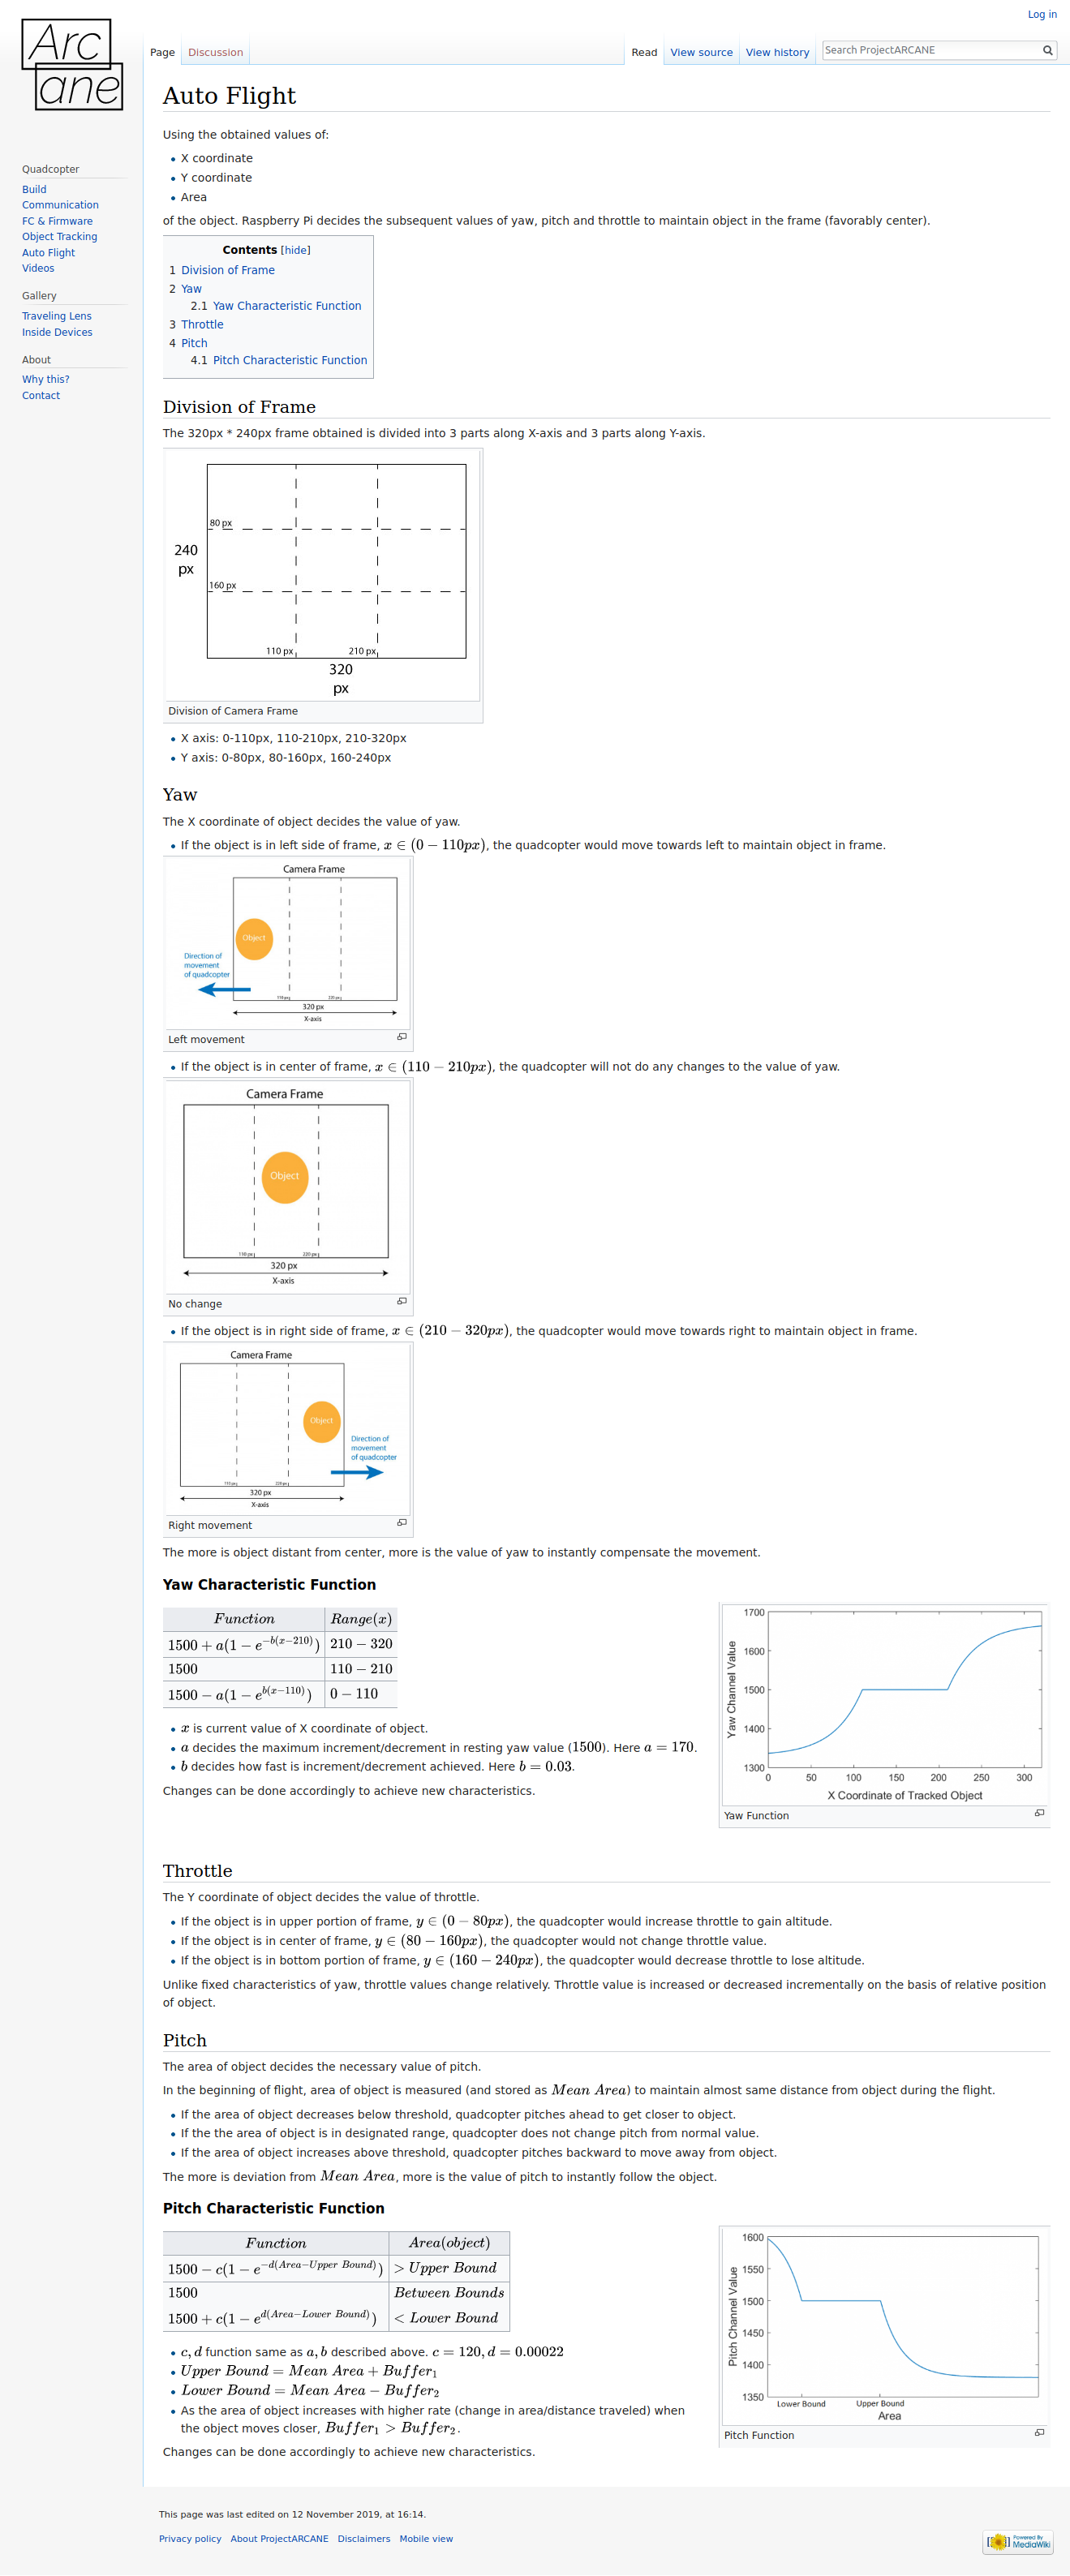 Log in
Arc
ane
Page Discussion Read View source View history Search ProjectARCANE
Quadcopter
Build
Communication
FC & Firmware
Object Tracking
Auto Flight
Videos
Gallery
Traveling Lens
Inside Devices
About
Why this?
Contact
Auto Flight
Using the obtained values of:
X coordinate
Y coordinate
Area
of the object. Raspberry Pi decides the subsequent values of yaw, pitch and throttle to maintain object in the frame (favorably center).
Contents [hide]
1 Division of Frame
2 Yaw
2.1 Yaw Characteristic Function
3 Throttle
4 Pitch
4.1 Pitch Characteristic Function
Division of Frame
The 320px * 240px frame obtained is divided into 3 parts along X-axis and 3 parts along Y-axis.
80 px
240
px
160 px
110 px 210 px
320
px
Division of Camera Frame
X axis: 0-110px, 110-210px, 210-320px
Y axis: 0-80px, 80-160px, 160-240px
Yaw
The X coordinate of object decides the value of yaw.
If the object is in left side of frame, x ∈ (0 − 110px), the quadcopter would move towards left to maintain object in frame.
Camera Frame
Object
Direction of
movement
of quadcopter
110 px 220 px
320 px
X-axis
Left movement
If the object is in center of frame, x ∈ (110 − 210px), the quadcopter will not do any changes to the value of yaw.
Camera Frame
Object
110 px 220 px
320 px
X-axis
No change
If the object is in right side of frame, x ∈ (210 − 320px), the quadcopter would move towards right to maintain object in frame.
Camera Frame
Object
Direction of
movement
of quadcopter
110 px 220 px
320 px
X-axis
Right movement
The more is object distant from center, more is the value of yaw to instantly compensate the movement.
Yaw Characteristic Function
Function Range(x)
1500 + a(1 − e^{−b(x−210)}) 210 − 320
1500 110 − 210
1500 − a(1 − e^{b(x−110)}) 0 − 110
x is current value of X coordinate of object.
a decides the maximum increment/decrement in resting yaw value (1500). Here a = 170.
b decides how fast is increment/decrement achieved. Here b = 0.03.
Changes can be done accordingly to achieve new characteristics.
1700
1600
1500
1400
1300
Yaw Channel Value
0 50 100 150 200 250 300
X Coordinate of Tracked Object
Yaw Function
Throttle
The Y coordinate of object decides the value of throttle.
If the object is in upper portion of frame, y ∈ (0 − 80px), the quadcopter would increase throttle to gain altitude.
If the object is in center of frame, y ∈ (80 − 160px), the quadcopter would not change throttle value.
If the object is in bottom portion of frame, y ∈ (160 − 240px), the quadcopter would decrease throttle to lose altitude.
Unlike fixed characteristics of yaw, throttle values change relatively. Throttle value is increased or decreased incrementally on the basis of relative position
of object.
Pitch
The area of object decides the necessary value of pitch.
In the beginning of flight, area of object is measured (and stored as Mean Area) to maintain almost same distance from object during the flight.
If the area of object decreases below threshold, quadcopter pitches ahead to get closer to object.
If the the area of object is in designated range, quadcopter does not change pitch from normal value.
If the area of object increases above threshold, quadcopter pitches backward to move away from object.
The more is deviation from Mean Area, more is the value of pitch to instantly follow the object.
Pitch Characteristic Function
Function Area(object)
1500 − c(1 − e^{−d(Area−Upper Bound)}) > Upper Bound
1500 Between Bounds
1500 + c(1 − e^{d(Area−Lower Bound)}) < Lower Bound
c, d function same as a, b described above. c = 120, d = 0.00022
Upper Bound = Mean Area + Buffer₁
Lower Bound = Mean Area − Buffer₂
As the area of object increases with higher rate (change in area/distance traveled) when
the object moves closer, Buffer₁ > Buffer₂.
Changes can be done accordingly to achieve new characteristics.
1600
1550
1500
1450
1400
1350
Pitch Channel Value
Lower Bound Upper Bound
Area
Pitch Function
This page was last edited on 12 November 2019, at 16:14.
Privacy policy About ProjectARCANE Disclaimers Mobile view
Powered By
MediaWiki